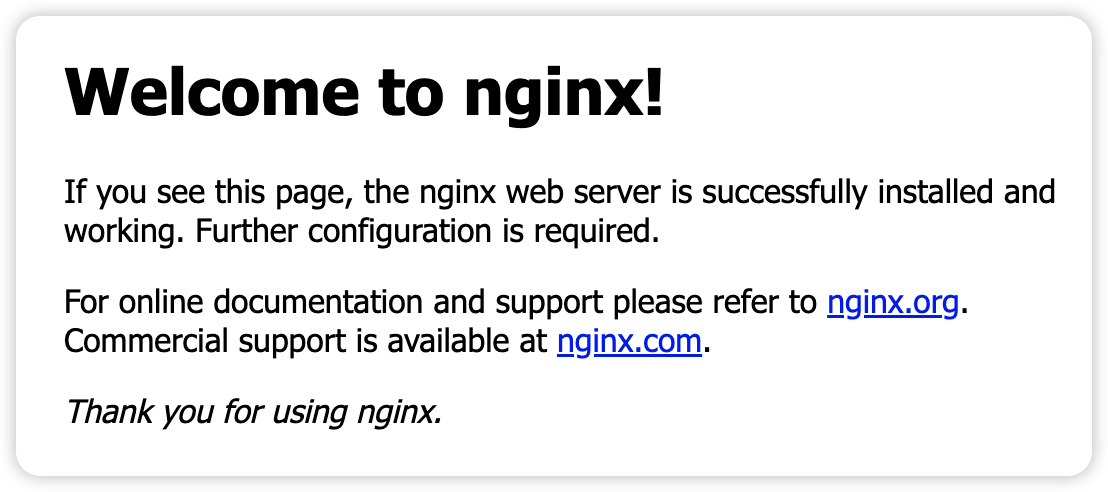 Welcome to nginx!
If you see this page, the nginx web server is successfully installed and
working. Further configuration is required.
For online documentation and support please refer to nginx.org.
Commercial support is available at nginx.com.
Thank you for using nginx.